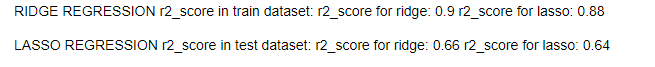 RIDGE REGRESSION r2_score in train dataset: r2_score for ridge: 0.9 r2_score for lasso: 0.88
LASSO REGRESSION r2_score in test dataset: r2_score for ridge: 0.66 r2_score for lasso: 0.64